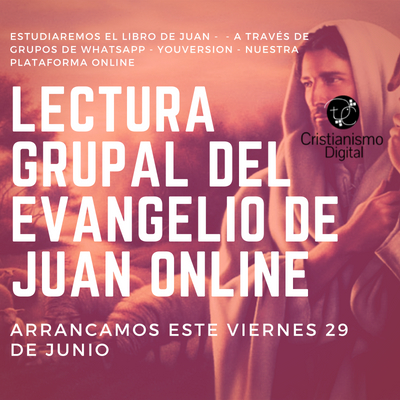 ESTUDIAREMOS EL LIBRO DE JUAN - - A TRAVÉS DE
GRUPOS DE WHATSAPP - YOUVERSION - NUESTRA
PLATAFORMA ONLINE
LECTURA
GRUPAL DEL
EVANGELIO DE
JUAN ONLINE
Cristianismo
Digital
ARRANCAMOS ESTE VIERNES 29
DE JUNIO